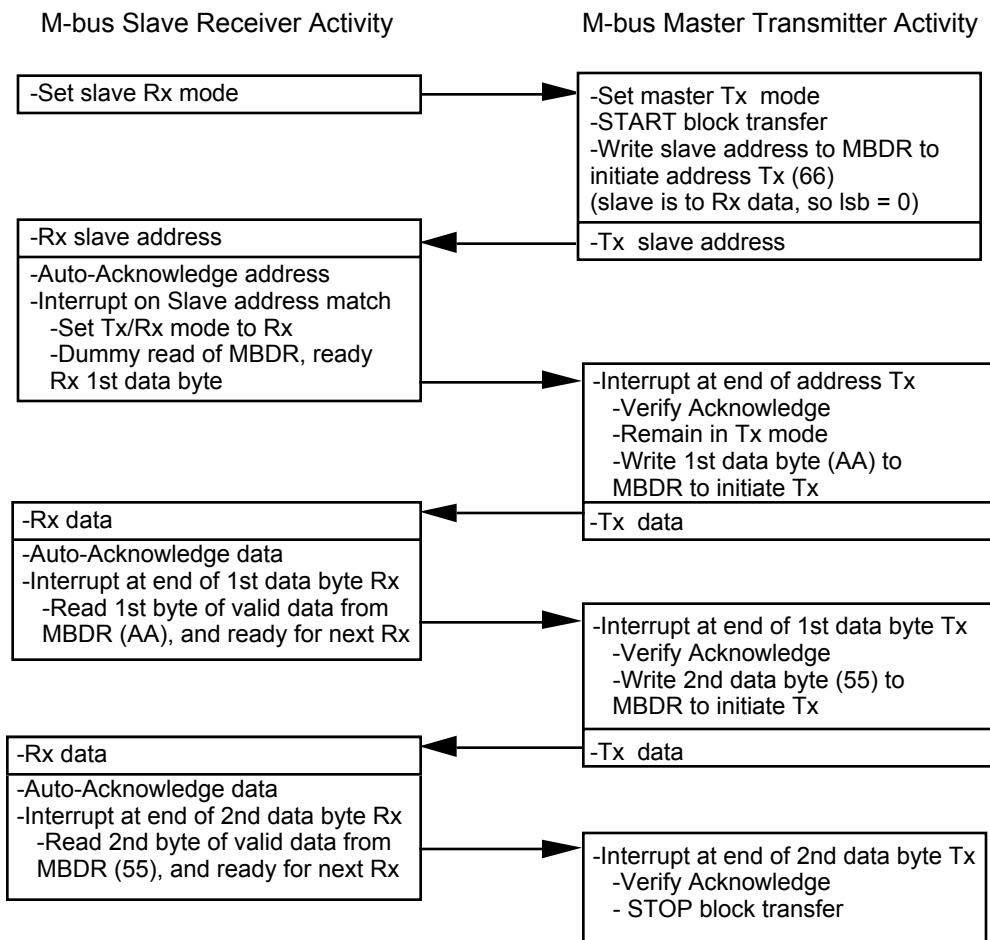 M-bus Slave Receiver Activity
M-bus Master Transmitter Activity
-Set slave Rx mode
-Set master Tx mode
-START block transfer
-Write slave address to MBDR to
initiate address Tx (66)
(slave is to Rx data, so lsb = 0)
-Tx slave address
-Rx slave address
-Auto-Acknowledge address
-Interrupt on Slave address match
-Set Tx/Rx mode to Rx
-Dummy read of MBDR, ready
Rx 1st data byte
-Interrupt at end of address Tx
-Verify Acknowledge
-Remain in Tx mode
-Write 1st data byte (AA) to
MBDR to initiate Tx
-Tx data
-Rx data
-Auto-Acknowledge data
-Interrupt at end of 1st data byte Rx
-Read 1st byte of valid data from
MBDR (AA), and ready for next Rx
-Interrupt at end of 1st data byte Tx
-Verify Acknowledge
-Write 2nd data byte (55) to
MBDR to initiate Tx
-Tx data
-Rx data
-Auto-Acknowledge data
-Interrupt at end of 2nd data byte Rx
-Read 2nd byte of valid data from
MBDR (55), and ready for next Rx
-Interrupt at end of 2nd data byte Tx
-Verify Acknowledge
- STOP block transfer